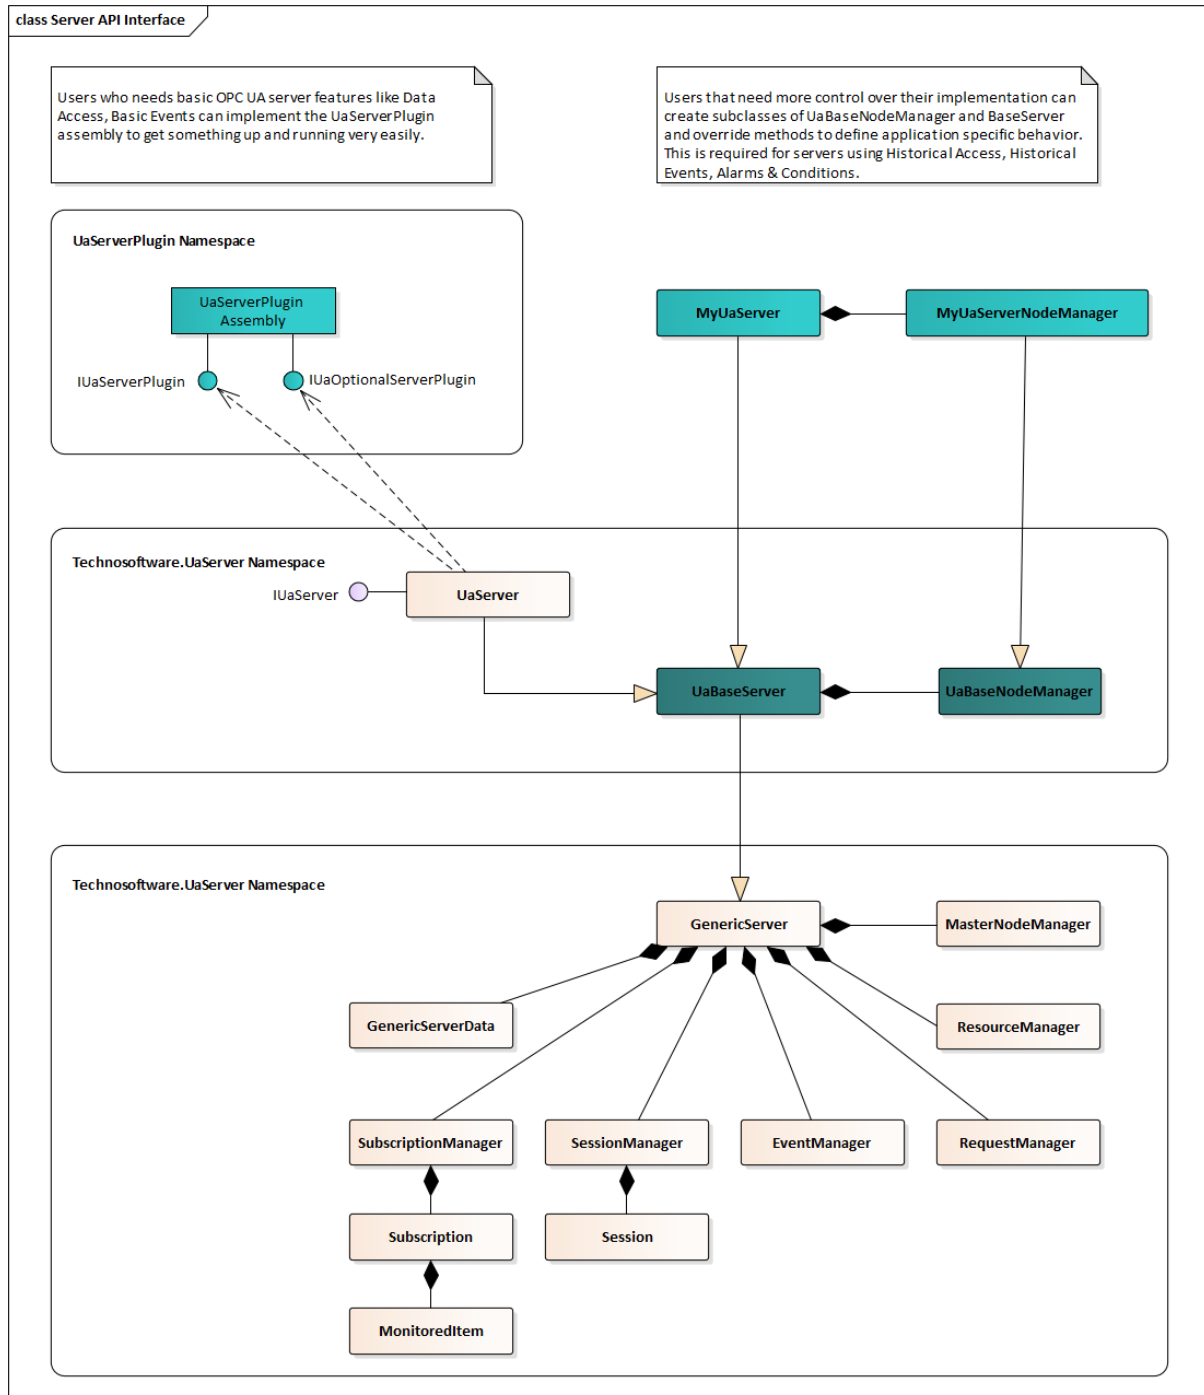 class Server API Interface
Users who needs basic OPC UA server features like Data
Access, Basic Events can implement the UaServerPlugin
assembly to get something up and running very easily.
Users that need more control over their implementation can
create subclasses of UaBaseNodeManager and BaseServer
and override methods to define application specific behavior.
This is required for servers using Historical Access, Historical
Events, Alarms & Conditions.
UaServerPlugin Namespace
UaServerPlugin
Assembly
IUaServerPlugin
IUaOptionalServerPlugin
MyUaServer
MyUaServerNodeManager
Technosoftware.UaServer Namespace
IUaServer
UaServer
UaBaseServer
UaBaseNodeManager
Technosoftware.UaServer Namespace
GenericServer
MasterNodeManager
GenericServerData
ResourceManager
SubscriptionManager
SessionManager
EventManager
RequestManager
Subscription
Session
MonitoredItem